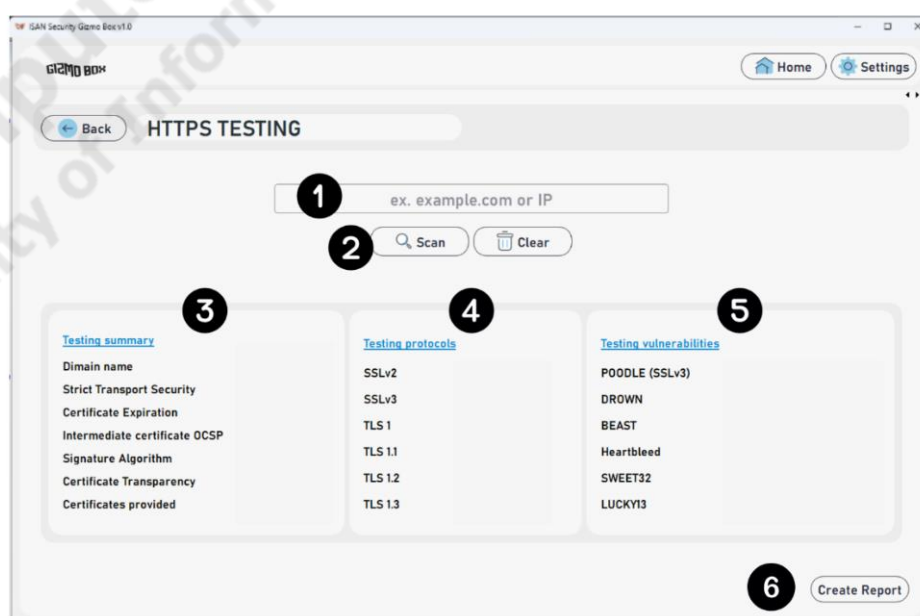 ISAN Security Gizmo Box v1.0
GIZMO BOX
Home
Settings
Back
HTTPS TESTING
1
ex. example.com or IP
2
Scan
Clear
3
Testing summary
Dimain name
Strict Transport Security
Certificate Expiration
Intermediate certificate OCSP
Signature Algorithm
Certificate Transparency
Certificates provided
4
Testing protocols
SSLv2
SSLv3
TLS 1
TLS 1.1
TLS 1.2
TLS 1.3
5
Testing vulnerabilities
POODLE (SSLv3)
DROWN
BEAST
Heartbleed
SWEET32
LUCKY13
6
Create Report